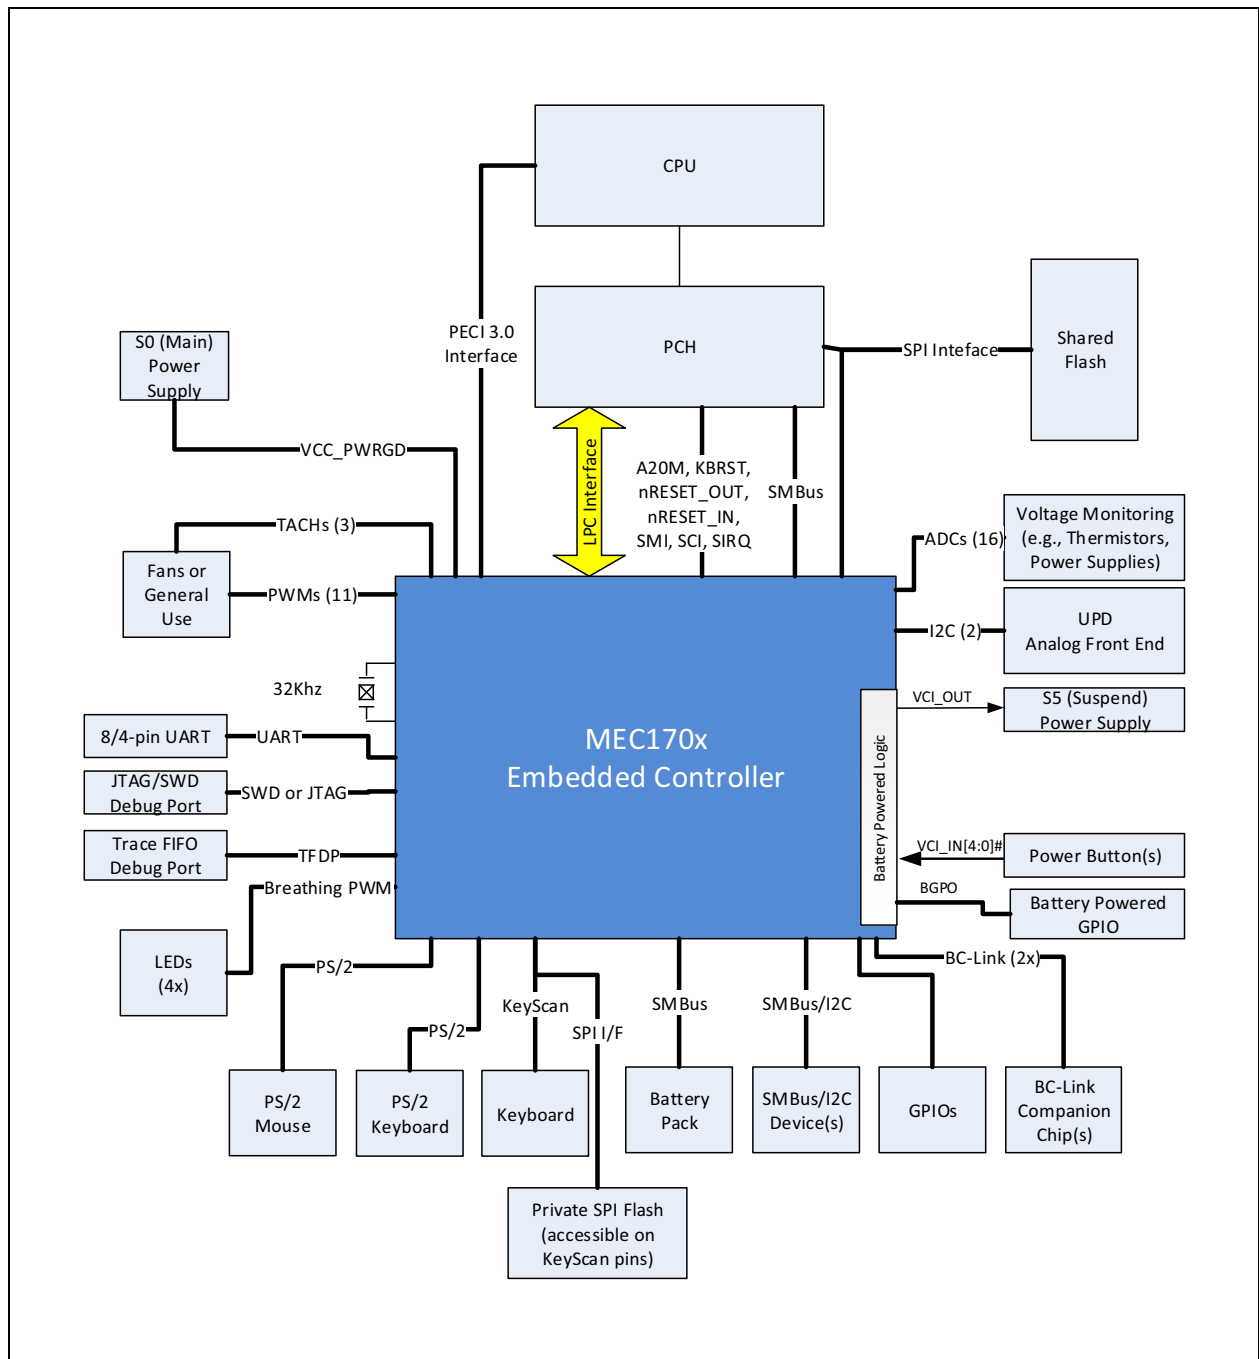 CPU
PCH
PECI 3.0
Interface
SPI Inteface
Shared
Flash
S0 (Main)
Power
Supply
VCC_PWRGD
LPC Interface
A20M, KBRST,
nRESET_OUT,
nRESET_IN,
SMI, SCI, SIRQ
SMBus
TACHs (3)
Fans or
General
Use
PWMs (11)
ADCs (16)
Voltage Monitoring
(e.g., Thermistors,
Power Supplies)
I2C (2)
UPD
Analog Front End
32Khz
VCI_OUT
S5 (Suspend)
Power Supply
8/4-pin UART
UART
MEC170x
Embedded Controller
Battery Powered Logic
JTAG/SWD
Debug Port
SWD or JTAG
Trace FIFO
Debug Port
TFDP
VCI_IN[4:0]#
Power Button(s)
Breathing PWM
BGPO
Battery Powered
GPIO
LEDs
(4x)
PS/2
BC-Link (2x)
KeyScan
SMBus
SMBus/I2C
PS/2
SPI I/F
PS/2
Mouse
PS/2
Keyboard
Keyboard
Battery
Pack
SMBus/I2C
Device(s)
GPIOs
BC-Link
Companion
Chip(s)
Private SPI Flash
(accessible on
KeyScan pins)